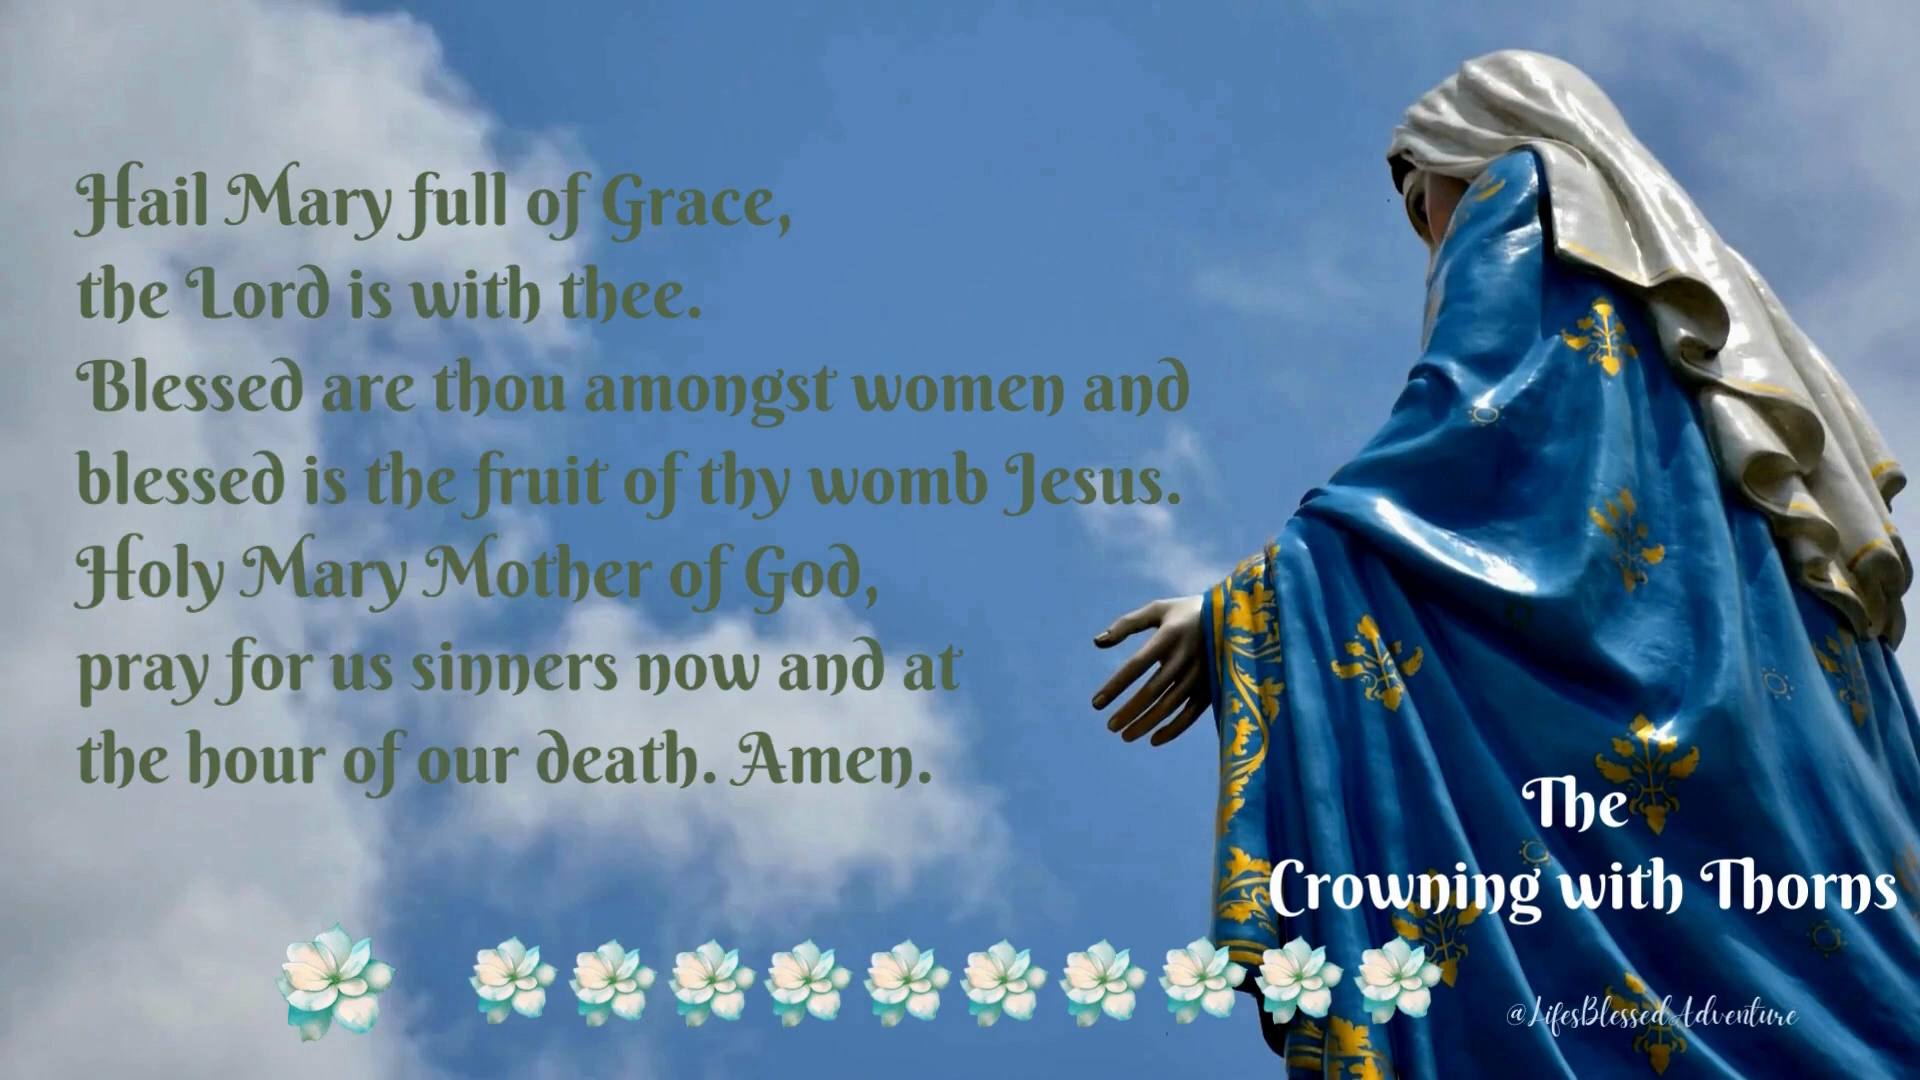 Hail Mary full of Grace,
the Lord is with thee.
Blessed are thou amongst women and
blessed is the fruit of thy womb Jesus.
Holy Mary Mother of God,
pray for us sinners now and at
the hour of our death. Amen.
The
Crowning with Thorns
@LifesBlessedAdventure